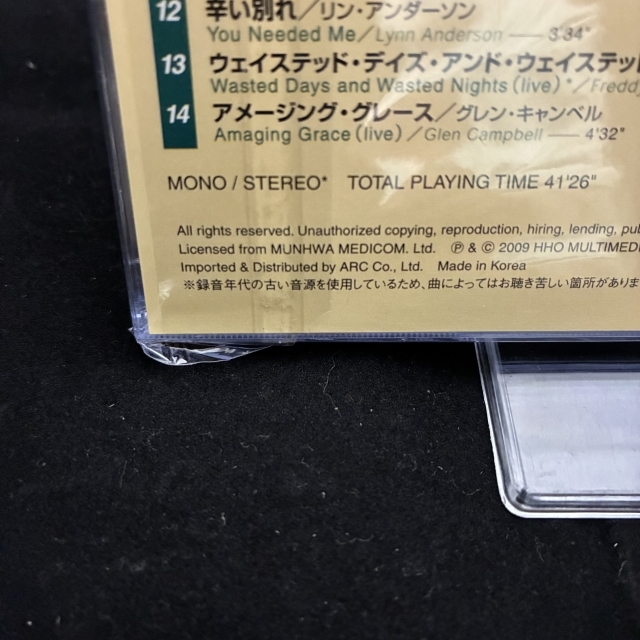 12 辛い別れ／リン・アンダーソン
You Needed Me／Lynn Anderson —— 3'34"
13 ウェイステッド・デイズ・アンド・ウェイステッ
Wasted Days and Wasted Nights (live) *／Freddy
14 アメージング・グレース／グレン・キャンベル
Amaging Grace (live)／Glen Campbell —— 4'32"
MONO / STEREO* TOTAL PLAYING TIME 41'26"
All rights reserved. Unauthorized copying, reproduction, hiring, lending, pub
Licensed from MUNHWA MEDICOM. Ltd. ℗ & © 2009 HHO MULTIMEDI
Imported & Distributed by ARC Co., Ltd. Made in Korea
※録音年代の古い音源を使用しているため、曲によってはお聴き苦しい箇所がありま